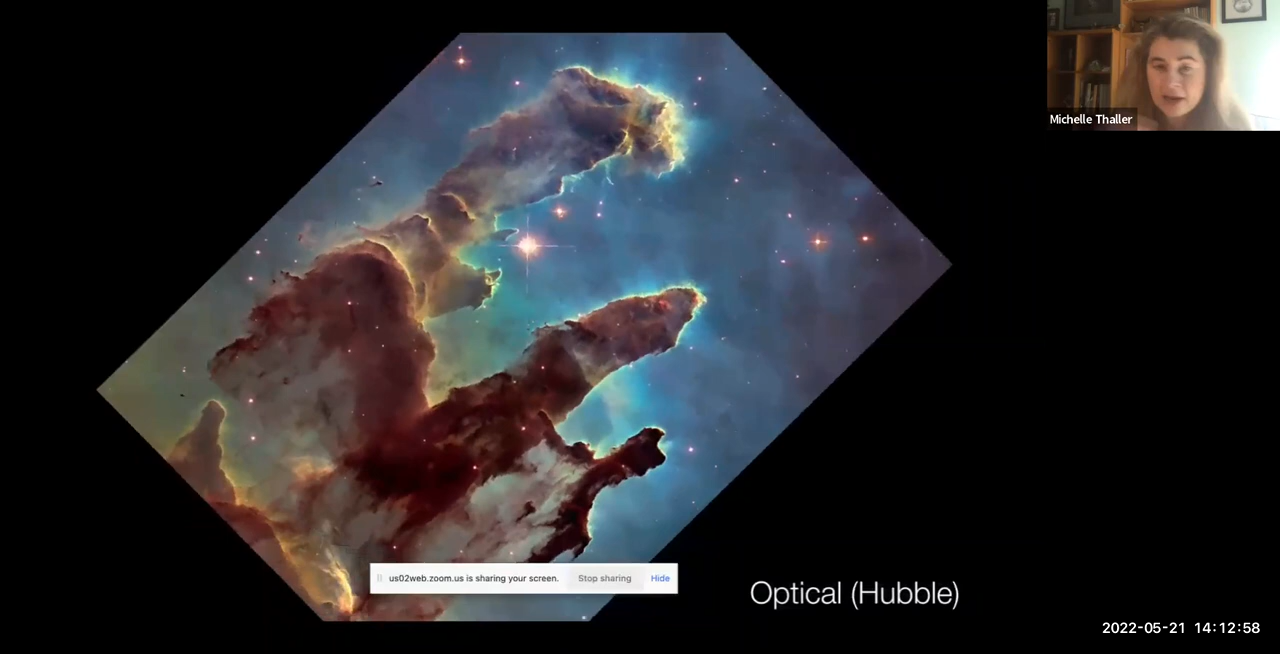 Michelle Thaller
us02web.zoom.us is sharing your screen. Stop sharing Hide
Optical (Hubble)
2022-05-21 14:12:58